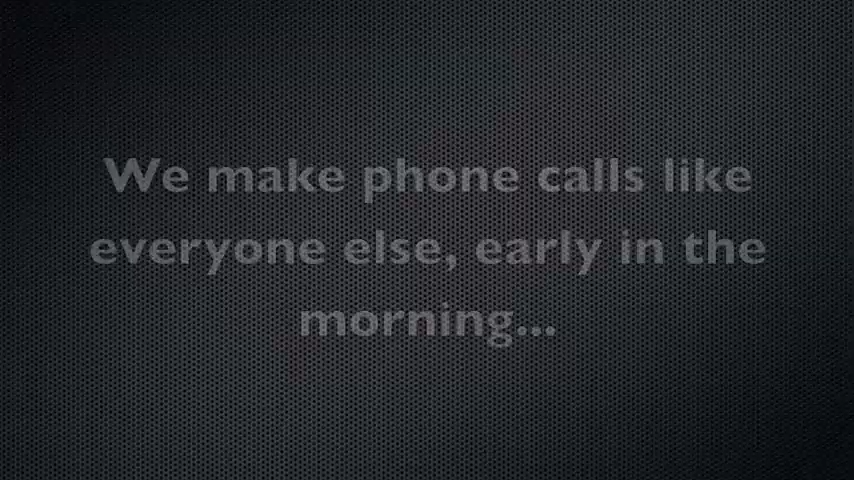 We make phone calls like
everyone else, early in the
morning...